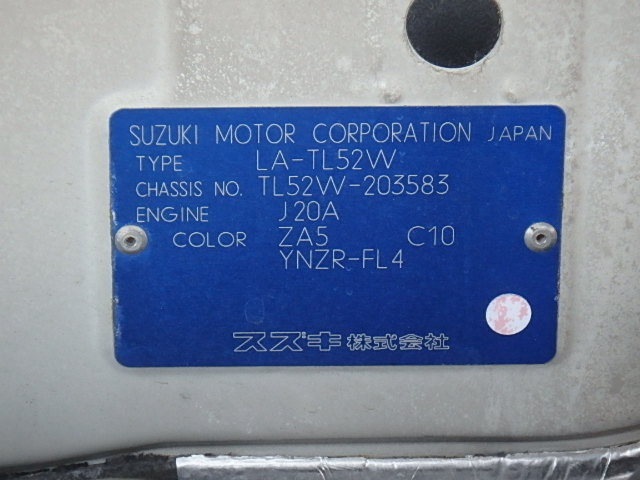 SUZUKI MOTOR CORPORATION JAPAN
TYPE LA-TL52W
CHASSIS NO. TL52W-203583
ENGINE J20A
COLOR ZA5 C10
YNZR-FL4
スズキ株式会社